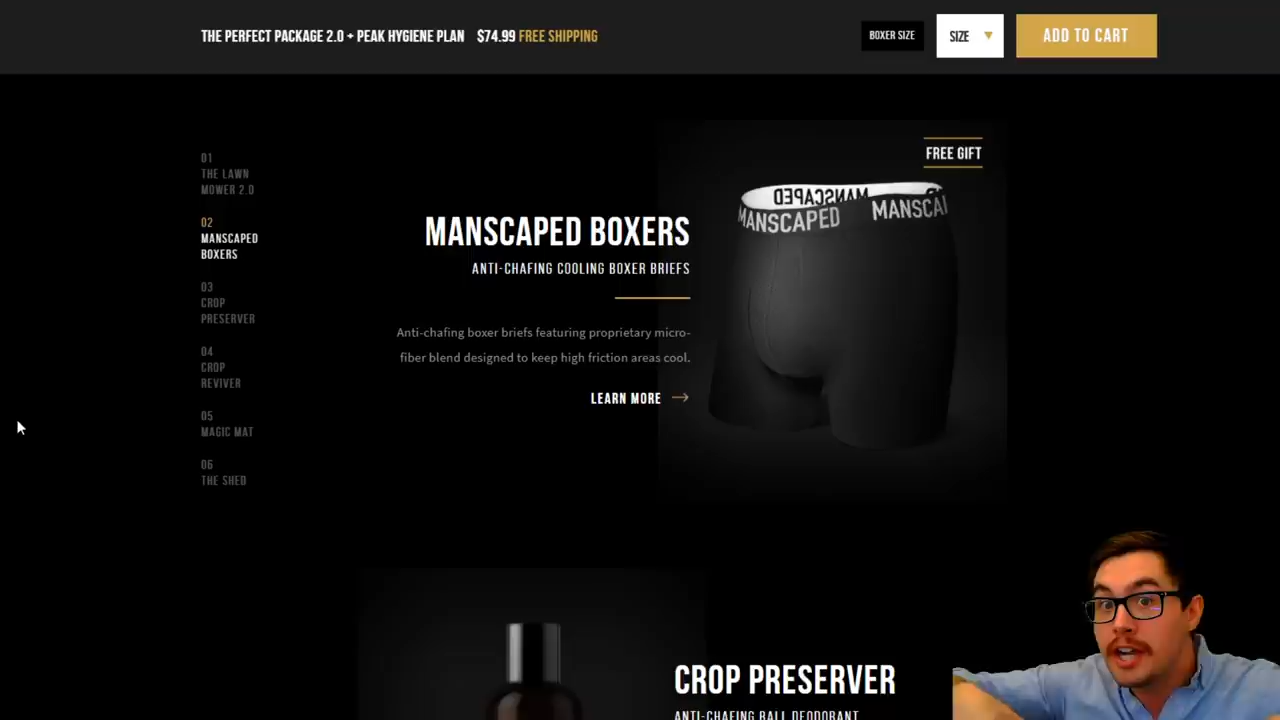 THE PERFECT PACKAGE 2.0 + PEAK HYGIENE PLAN $74.99 FREE SHIPPING
BOXER SIZE
SIZE
ADD TO CART
01
THE LAWN
MOWER 2.0
02
MANSCAPED
BOXERS
03
CROP
PRESERVER
04
CROP
REVIVER
05
MAGIC MAT
06
THE SHED
MANSCAPED BOXERS
ANTI-CHAFING COOLING BOXER BRIEFS
Anti-chafing boxer briefs featuring proprietary micro-
fiber blend designed to keep high friction areas cool.
LEARN MORE
FREE GIFT
MANSCAPED
MANSCAPED
MANSCAI
CROP PRESERVER
ANTI-CHAFING BALL DEODORANT